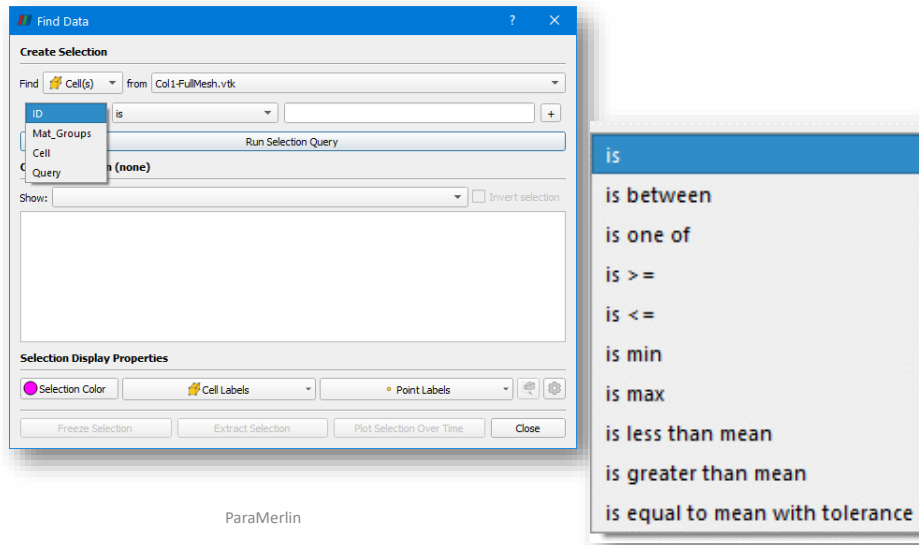 Find Data
?
Create Selection
Find Cell(s) from Col1-FullMesh.vtk
ID
is
+
Mat_Groups
Cell
Query
Run Selection Query
(none)
Show:
Invert selection
Selection Display Properties
Selection Color
Cell Labels
Point Labels
Freeze Selection
Extract Selection
Plot Selection Over Time
Close
is
is between
is one of
is >=
is <=
is min
is max
is less than mean
is greater than mean
is equal to mean with tolerance
ParaMerlin